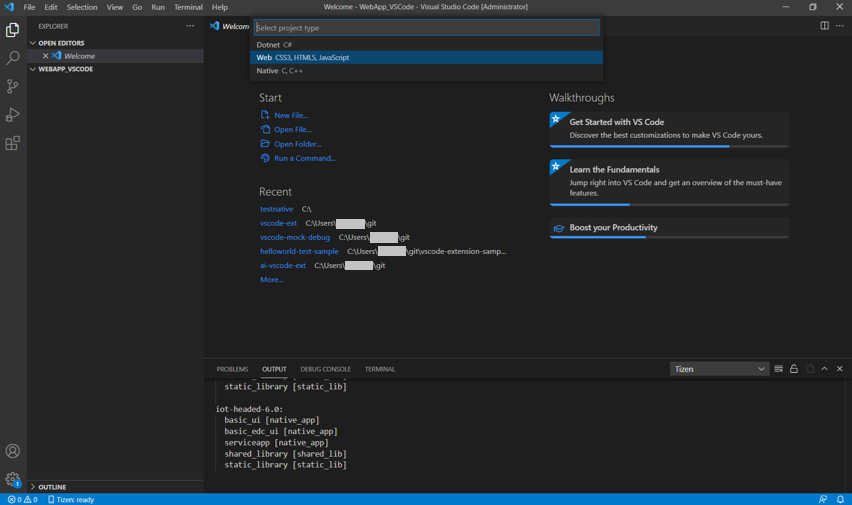 File Edit Selection View Go Run Terminal Help
Welcome - WebApp_VSCode - Visual Studio Code [Administrator]
EXPLORER
Welcome
Select project type
Dotnet C#
Web CSS3, HTML5, JavaScript
Native C, C++
OPEN EDITORS
Welcome
WEBAPP_VSCODE
Start
New File...
Open File...
Open Folder...
Run a Command...
Recent
testnative C:\
vscode-ext C:\Users\ \git
vscode-mock-debug C:\Users\ \git
helloworld-test-sample C:\Users\ \git\vscode-extension-samp...
ai-vscode-ext C:\Users\ \git
More...
Walkthroughs
Get Started with VS Code
Discover the best customizations to make VS Code yours.
Learn the Fundamentals
Jump right into VS Code and get an overview of the must-have
features.
Boost your Productivity
PROBLEMS OUTPUT DEBUG CONSOLE TERMINAL
Tizen
static_library [static_lib]
iot-headed-6.0:
basic_ui [native_app]
basic_edc_ui [native_app]
serviceapp [native_app]
shared_library [shared_lib]
static_library [static_lib]
OUTLINE
1
0 0 Tizen: ready